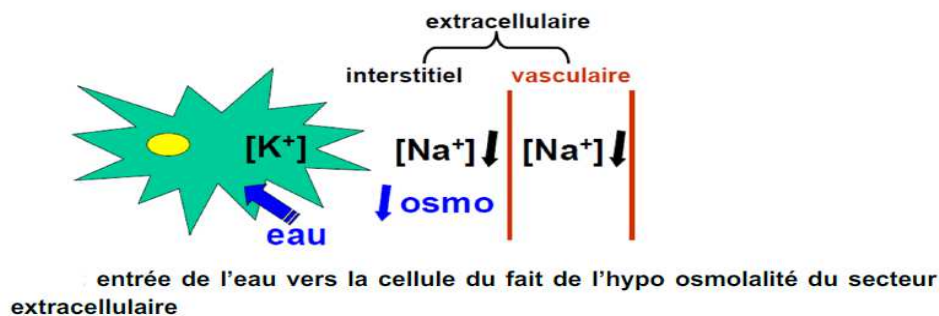 extracellulaire
interstitiel vasculaire
[K⁺] [Na⁺] [Na⁺]
osmo
eau
entrée de l'eau vers la cellule du fait de l'hypo osmolalité du secteur
extracellulaire